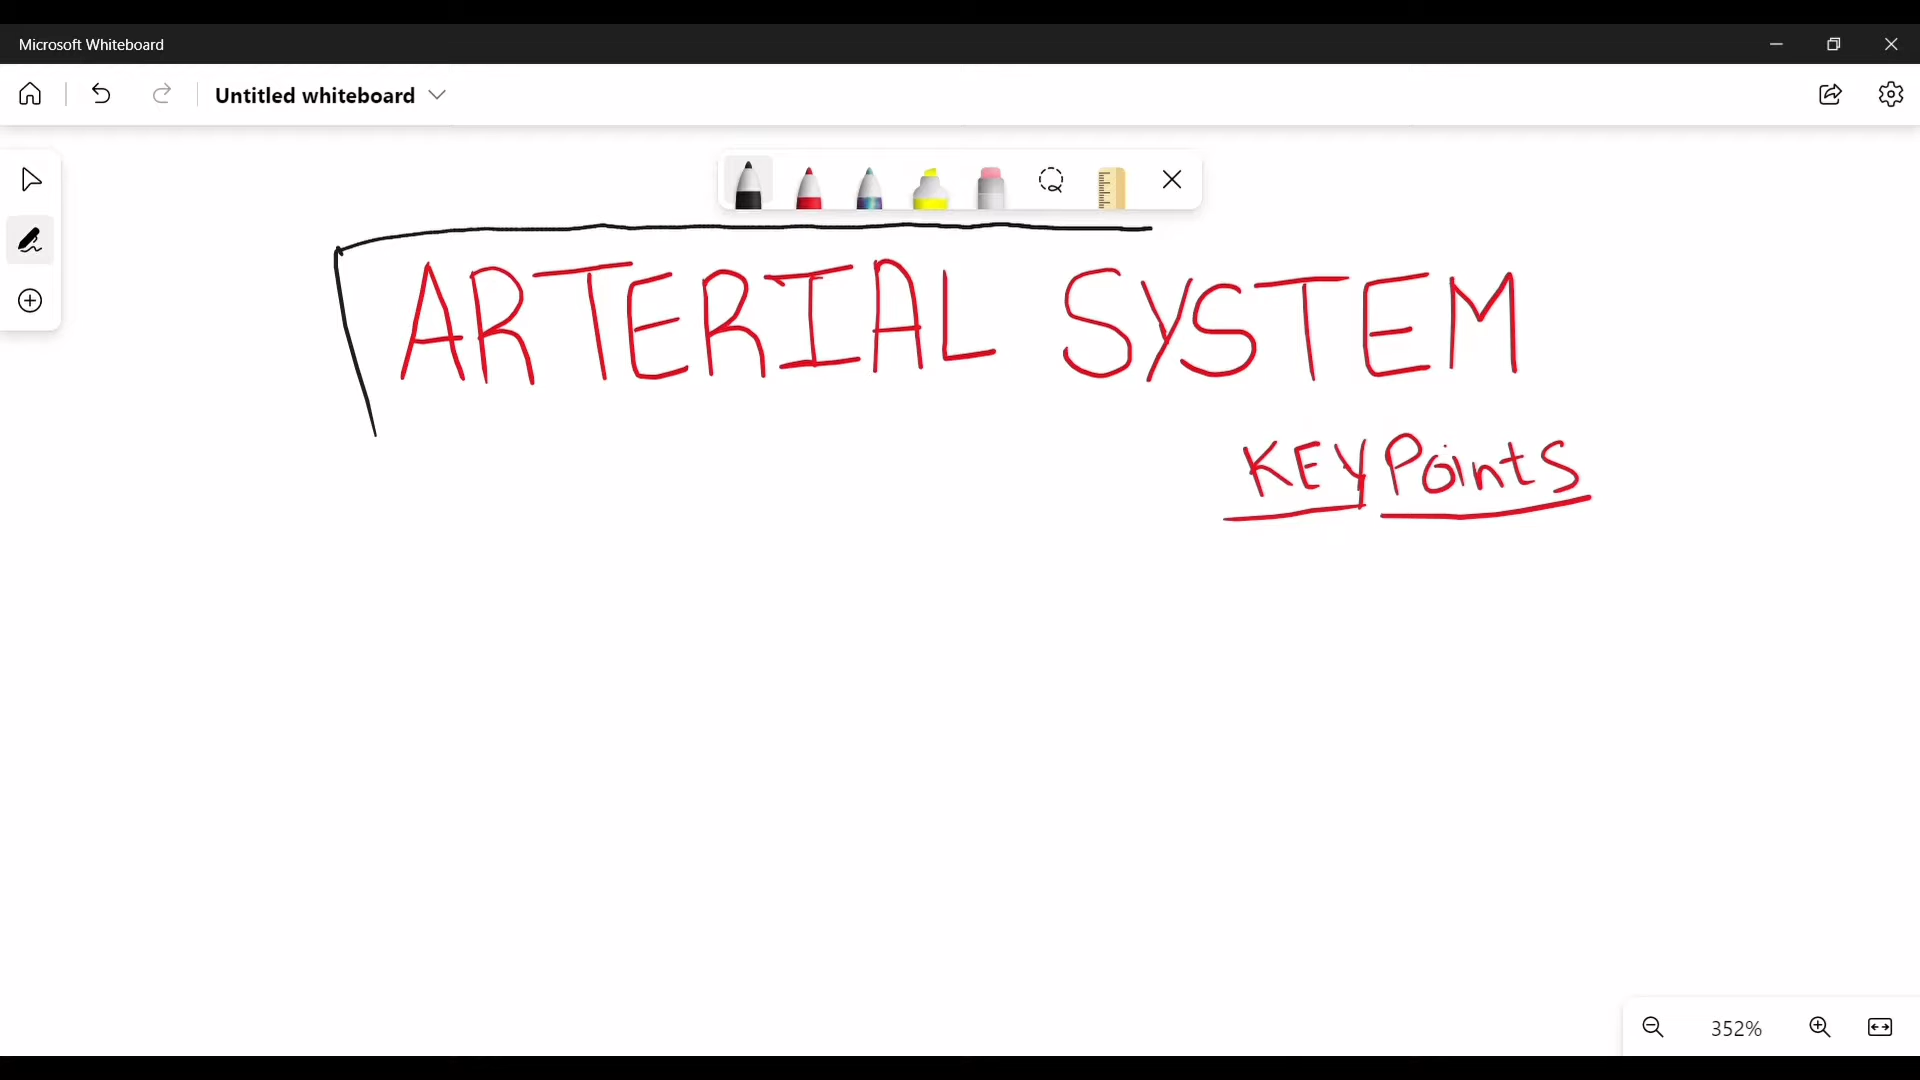 Microsoft Whiteboard
Untitled whiteboard
ARTERIAL SYSTEM
KEY Points
352%